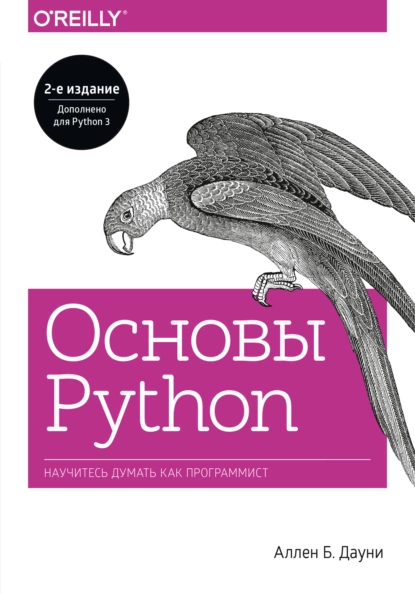 O'REILLY®
2-е издание
Дополнено
для Python 3
Основы
Python
НАУЧИТЕСЬ ДУМАТЬ КАК ПРОГРАММИСТ
Аллен Б. Дауни